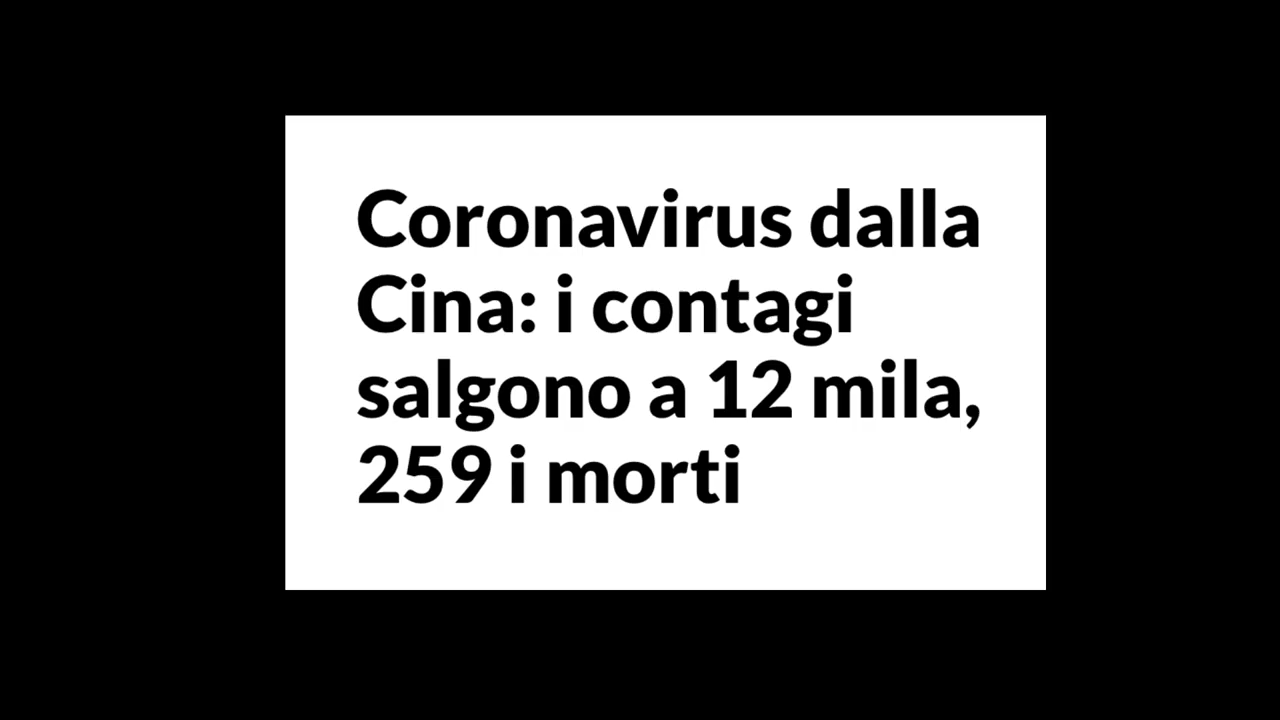 Coronavirus dalla
Cina: i contagi
salgono a 12 mila,
259 i morti